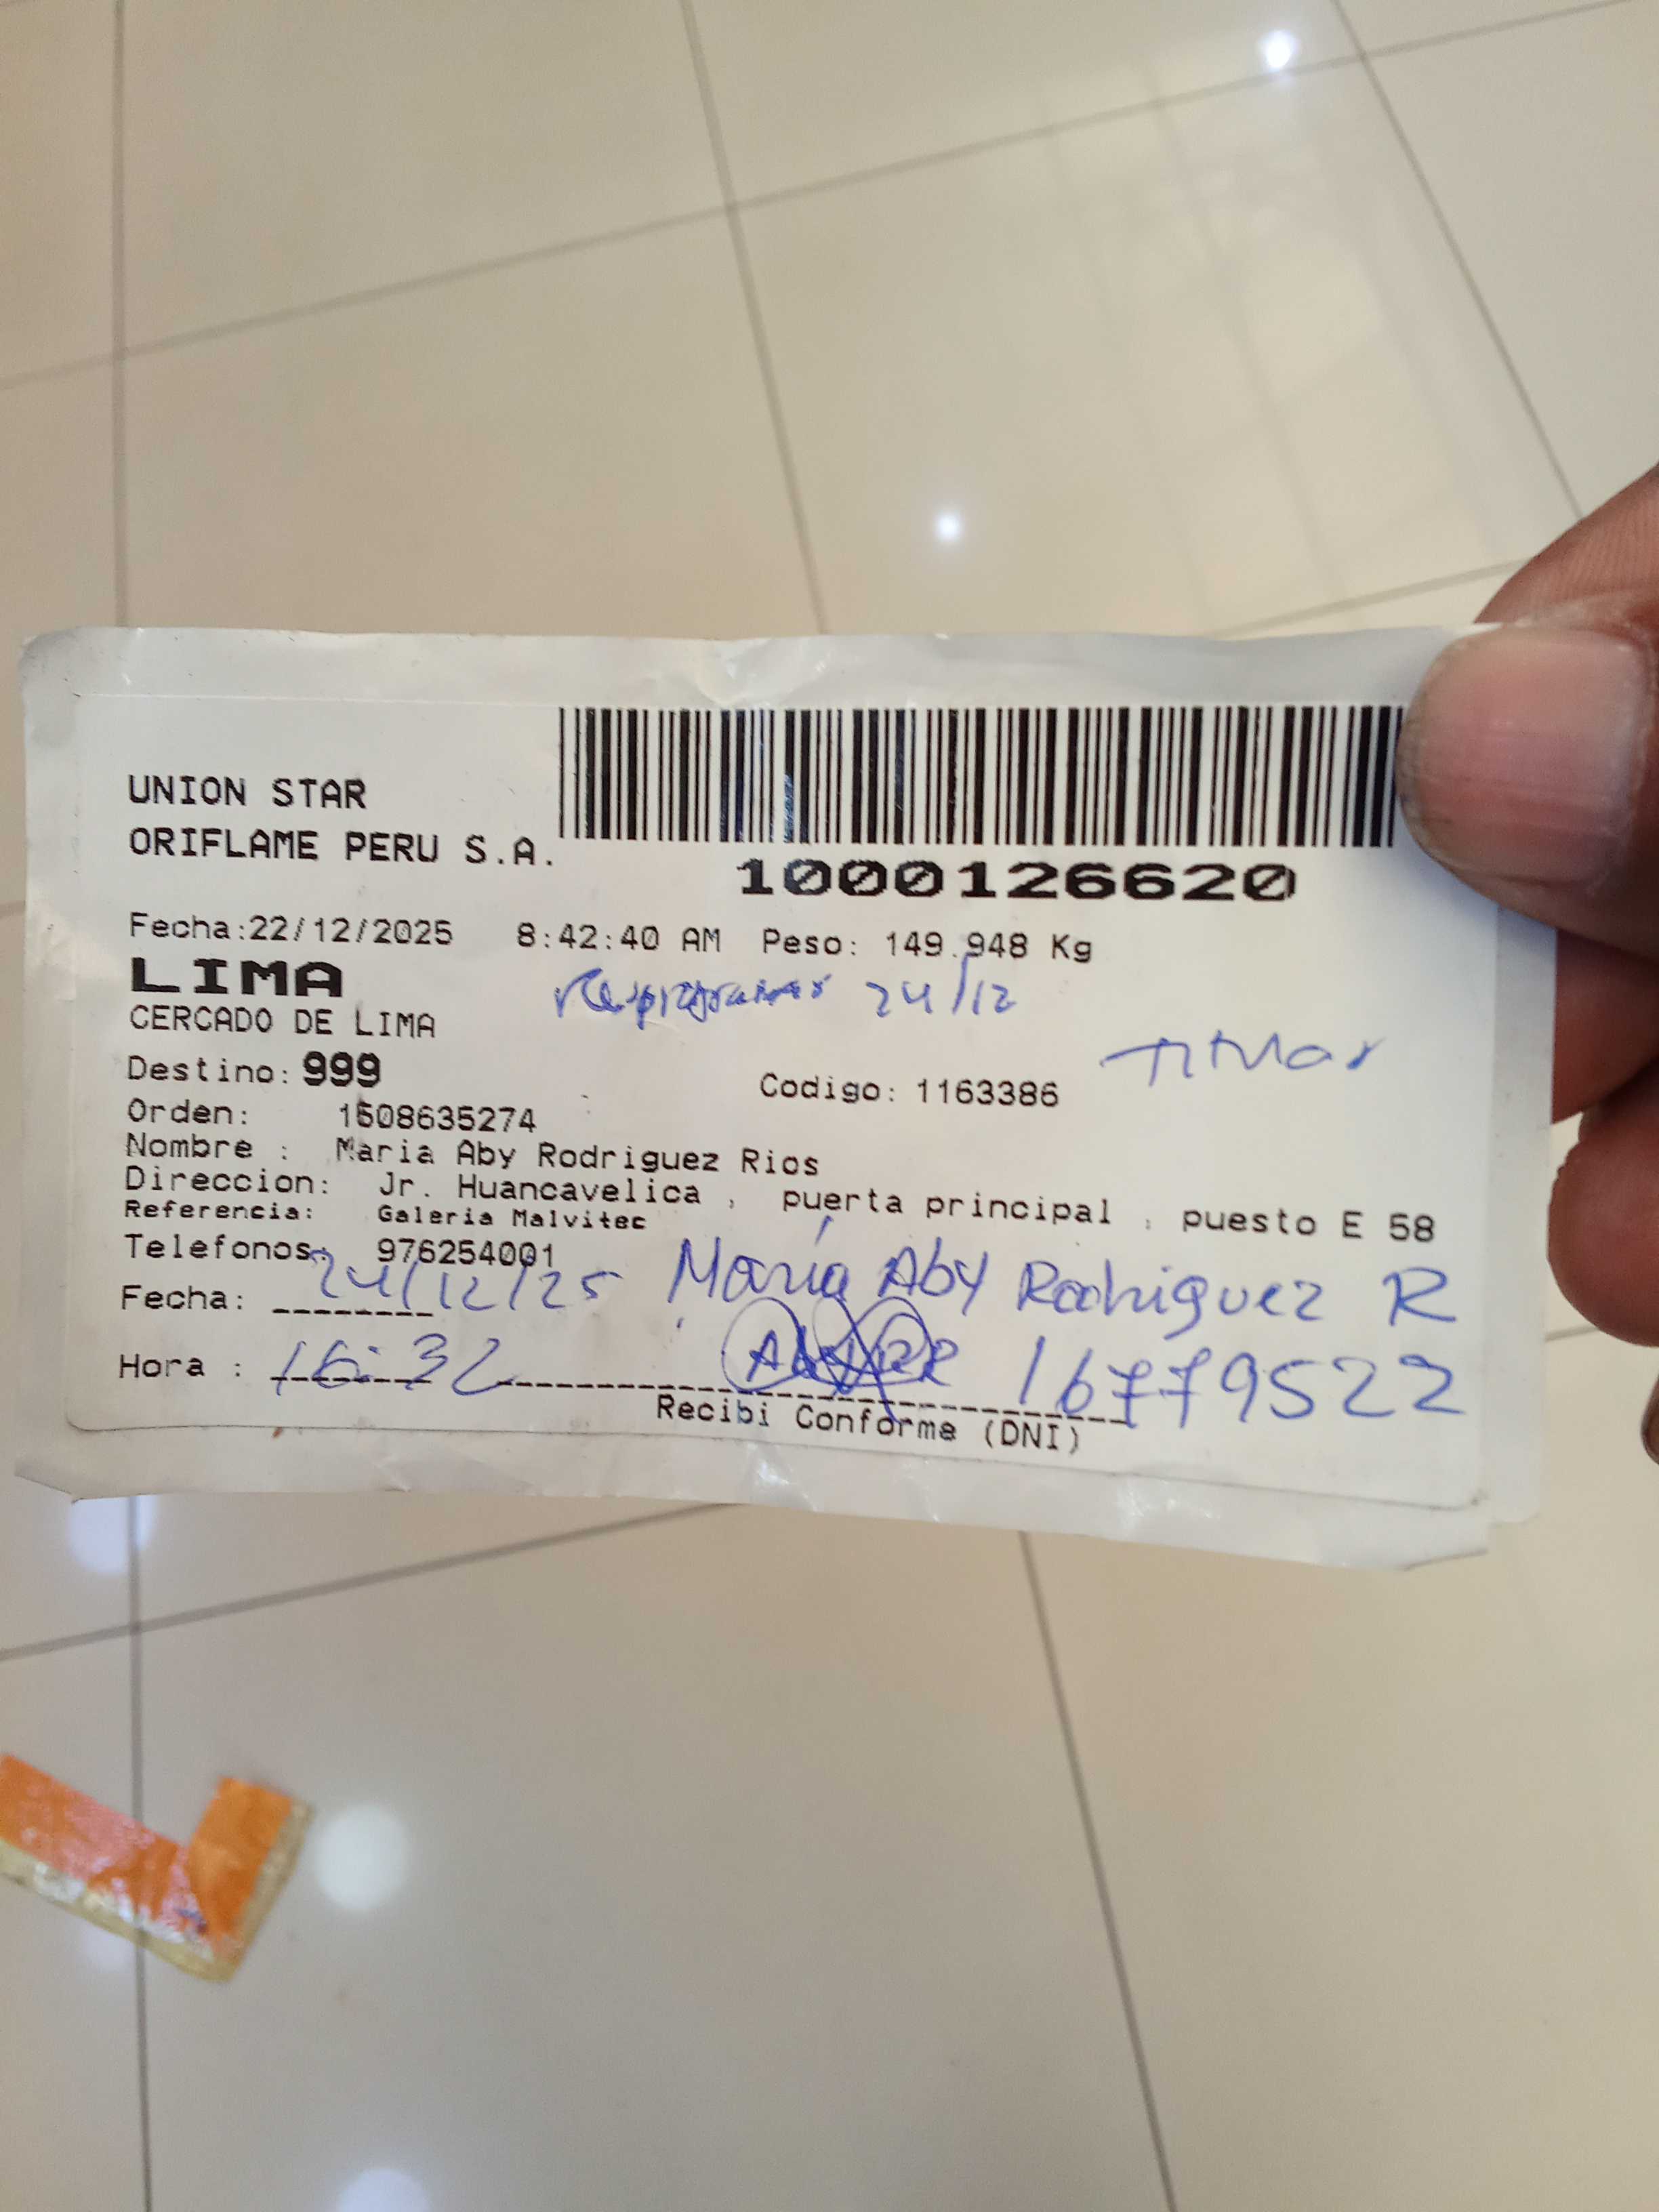 UNION STAR
ORIFLAME PERU S.A.
1000126620
Fecha:22/12/2025 8:42:40 AM Peso: 149.948 Kg
LIMA
24/12
CERCADO DE LIMA
Titular
Destino: 999
Codigo: 1163386
Orden: 1508635274
Nombre : Maria Aby Rodriguez Rios
Direccion: Jr. Huancavelica , puerta principal , puesto E 58
Referencia: Galeria Malvitec
Telefonos: 976254001
Fecha: 24/12/25 María Aby Rodriguez R
Hora : 16:32 16779522
Recibi Conforme (DNI)